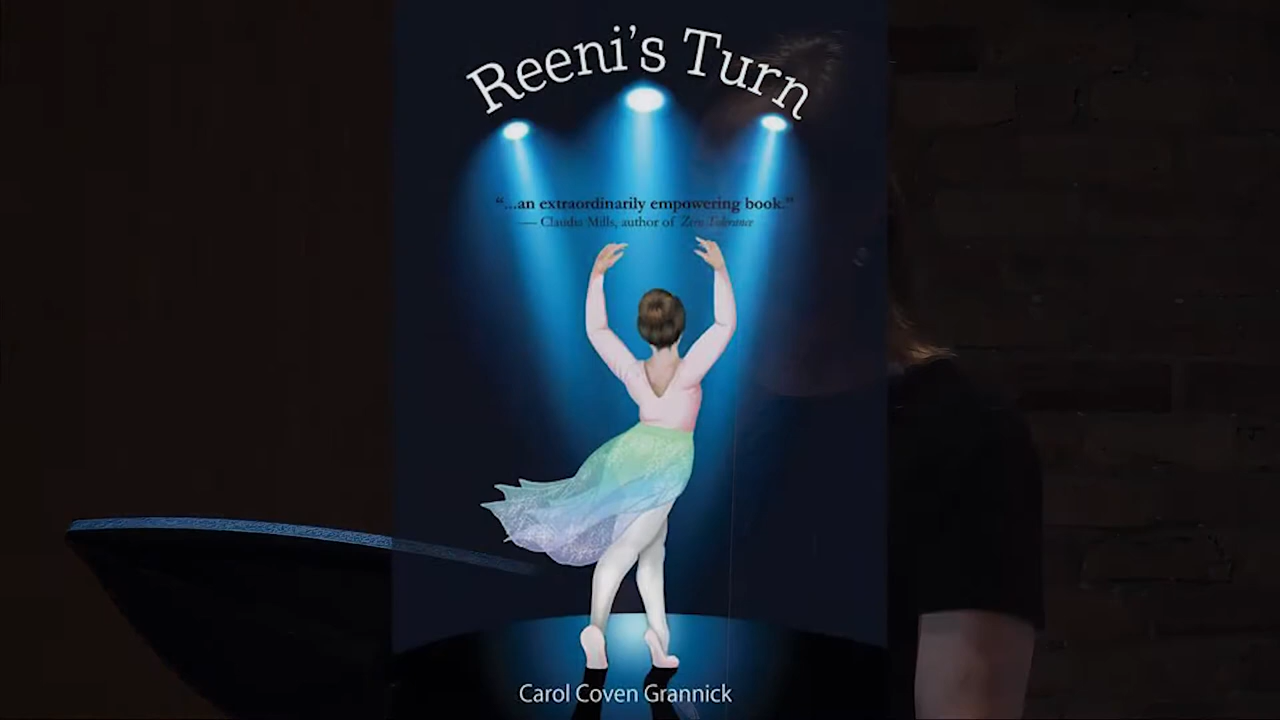 Reeni's Turn
“...an extraordinarily empowering book.”
— Claudia Mills, author of Zero Tolerance
Carol Coven Grannick